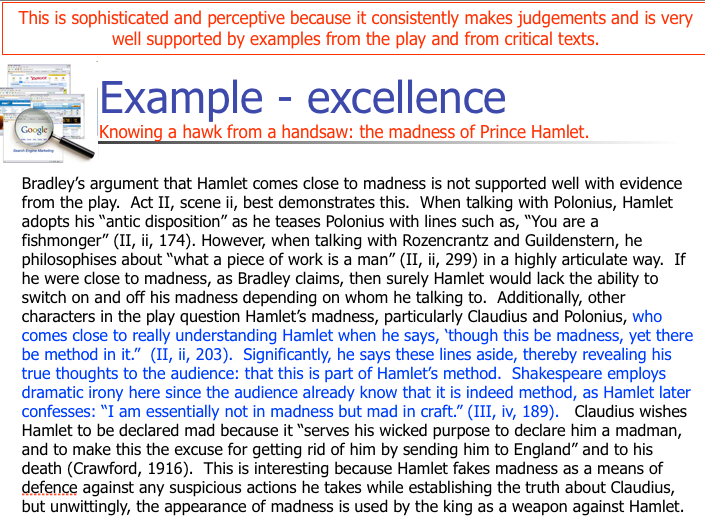 This is sophisticated and perceptive because it consistently makes judgements and is very
well supported by examples from the play and from critical texts.
YAHOO!
Google
Search Engine Marketing
Example - excellence
Knowing a hawk from a handsaw: the madness of Prince Hamlet.
Bradley’s argument that Hamlet comes close to madness is not supported well with evidence
from the play.  Act II, scene ii, best demonstrates this.  When talking with Polonius, Hamlet
adopts his “antic disposition” as he teases Polonius with lines such as, “You are a
fishmonger” (II, ii, 174). However, when talking with Rozencrantz and Guildenstern, he
philosophises about “what a piece of work is a man” (II, ii, 299) in a highly articulate way.  If
he were close to madness, as Bradley claims, then surely Hamlet would lack the ability to
switch on and off his madness depending on whom he talking to.  Additionally, other
characters in the play question Hamlet’s madness, particularly Claudius and Polonius, who
comes close to really understanding Hamlet when he says, ‘though this be madness, yet there
be method in it.”  (II, ii, 203).  Significantly, he says these lines aside, thereby revealing his
true thoughts to the audience: that this is part of Hamlet’s method.  Shakespeare employs
dramatic irony here since the audience already know that it is indeed method, as Hamlet later
confesses: “I am essentially not in madness but mad in craft.” (III, iv, 189).   Claudius wishes
Hamlet to be declared mad because it “serves his wicked purpose to declare him a madman,
and to make this the excuse for getting rid of him by sending him to England” and to his
death (Crawford, 1916).  This is interesting because Hamlet fakes madness as a means of
defence against any suspicious actions he takes while establishing the truth about Claudius,
but unwittingly, the appearance of madness is used by the king as a weapon against Hamlet.